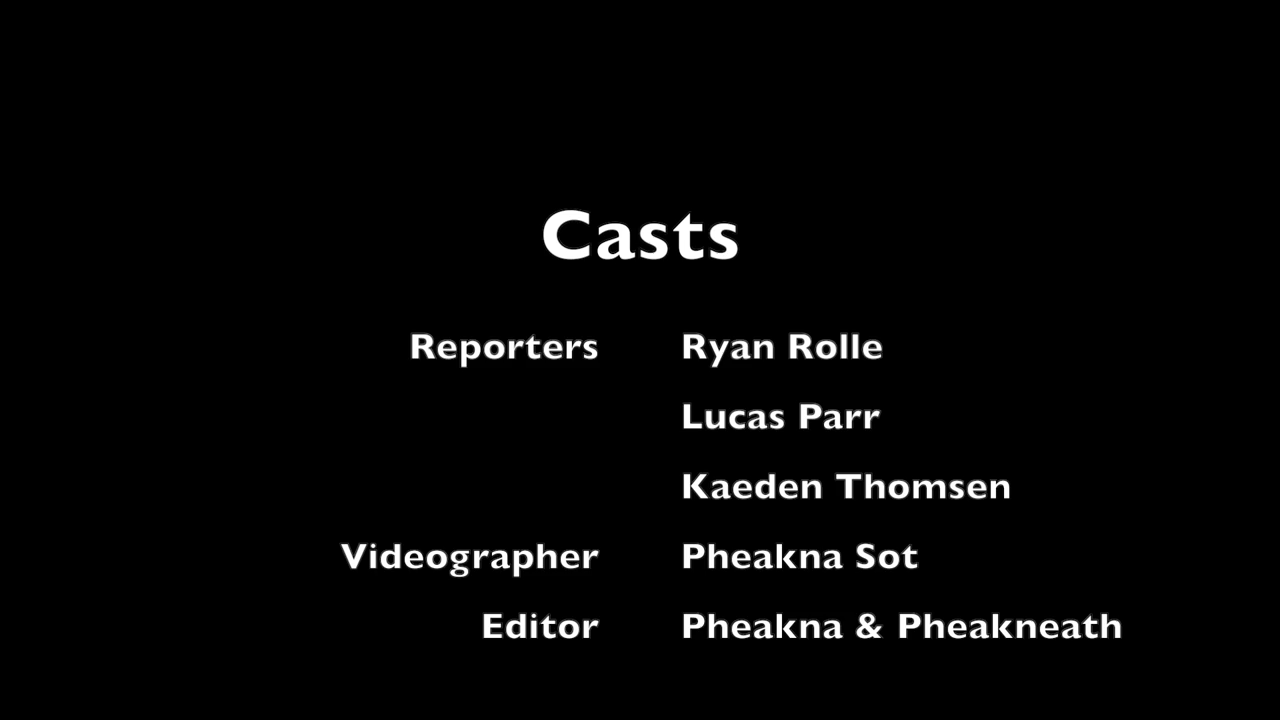 Casts
Reporters Ryan Rolle
Lucas Parr
Kaeden Thomsen
Videographer Pheakna Sot
Editor Pheakna & Pheakneath